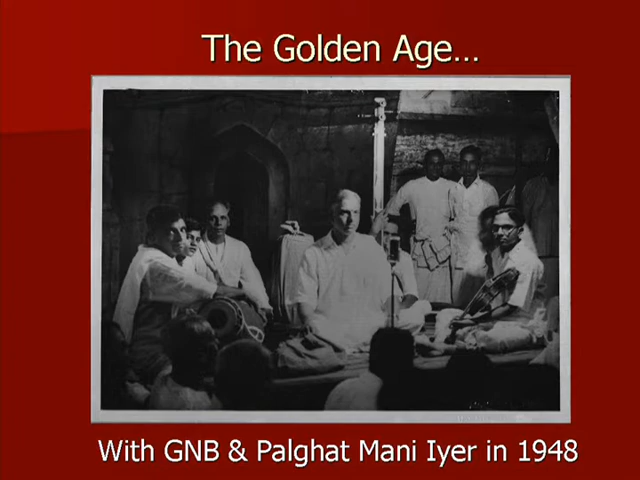 The Golden Age...
With GNB & Palghat Mani Iyer in 1948